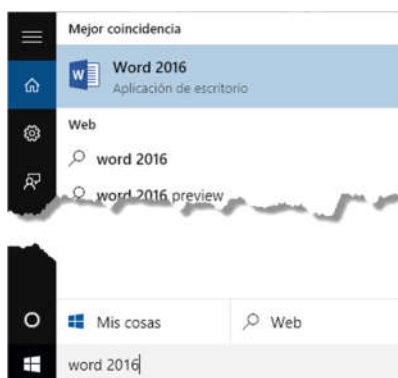 Mejor coincidencia
Word 2016
Aplicación de escritorio
Web
word 2016
word 2016 preview
Mis cosas
Web
word 2016